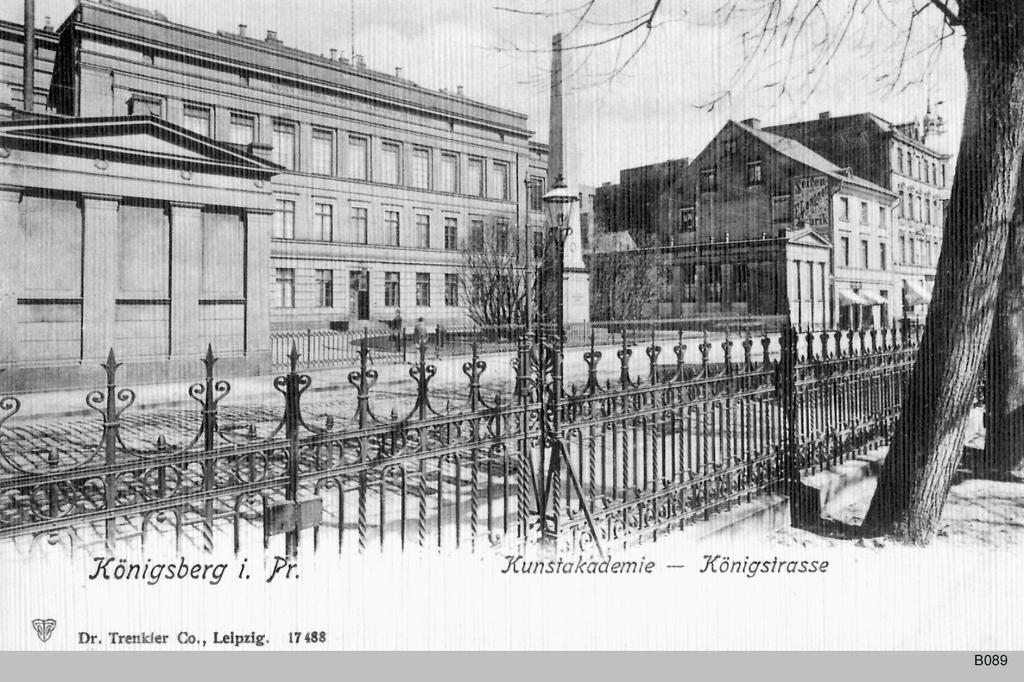 Königsberg i. Pr.
Kunstakademie — Königstrasse
Dr. Trenkler Co., Leipzig. 17488
B089